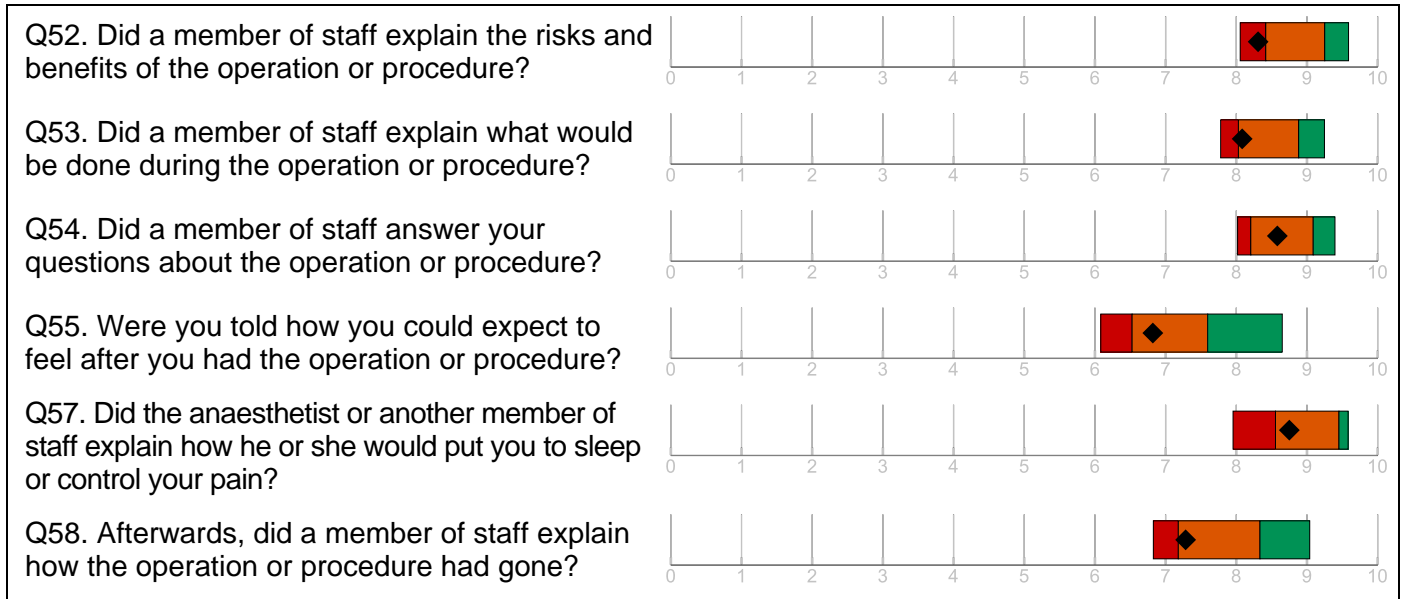 Q52. Did a member of staff explain the risks and
benefits of the operation or procedure?
0 1 2 3 4 5 6 7 8 9 10
Q53. Did a member of staff explain what would
be done during the operation or procedure?
0 1 2 3 4 5 6 7 8 9 10
Q54. Did a member of staff answer your
questions about the operation or procedure?
0 1 2 3 4 5 6 7 8 9 10
Q55. Were you told how you could expect to
feel after you had the operation or procedure?
0 1 2 3 4 5 6 7 8 9 10
Q57. Did the anaesthetist or another member of
staff explain how he or she would put you to sleep
or control your pain?
0 1 2 3 4 5 6 7 8 9 10
Q58. Afterwards, did a member of staff explain
how the operation or procedure had gone?
0 1 2 3 4 5 6 7 8 9 10